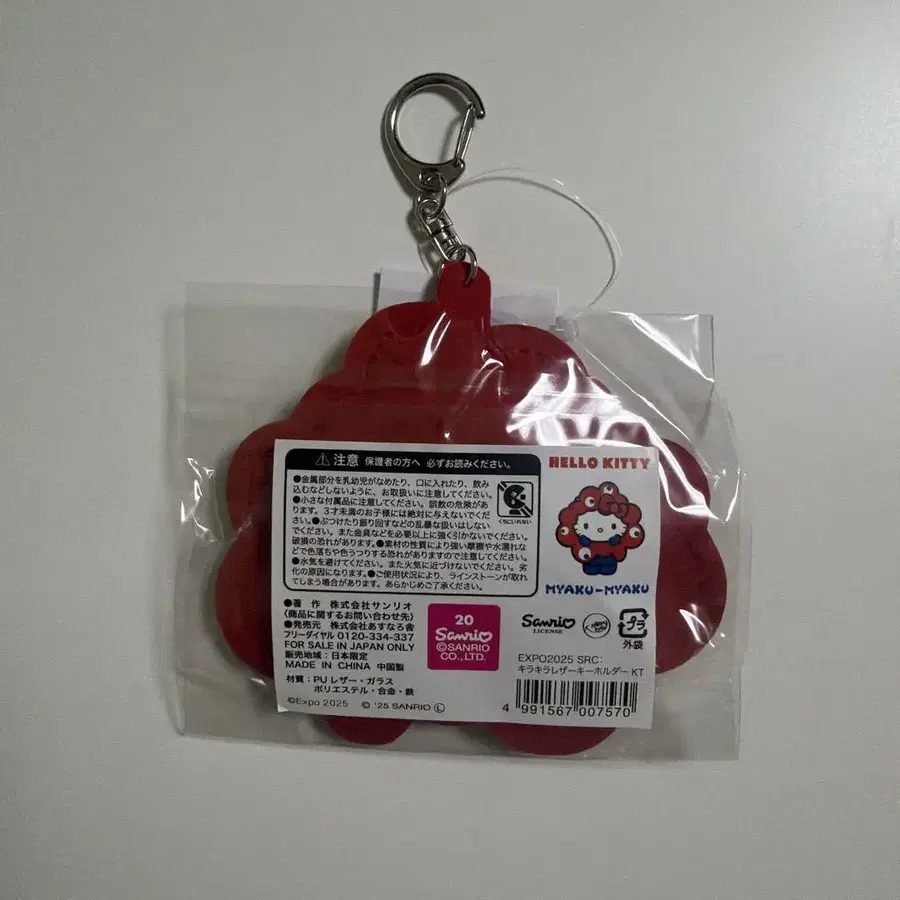 ⚠注意 保護者の方へ 必ずお読みください。
●金属部分を乳幼児がなめたり、口に入れたり、飲み
込むなどしないように、お取扱いに注意してください。
●小さな付属品に注意してください。誤飲の危険があ
ります。3才未満のお子様には絶対に与えないでくだ
さい。●ぶつけたり振り回すなどの乱暴な扱いはしない
でください。また金具などを必要以上に強く引かないでください。
破損の恐れがあります。●素材の性質により強い摩擦や水濡れな
どで色落ちや色うつりする恐れがありますので注意してください。
●水気を避けてください。また火気に近づけないでください。劣
化の原因になります。●ご使用状況により、ラインストーンが取れ
てしまう場合があります。あらかじめご了承ください。
くちにいれない
HELLO KITTY
MYAKU-MYAKU
●著 作 株式会社サンリオ
〈商品に関するお問い合わせ先〉
●発売元 株式会社あすなろ舎
フリーダイヤル 0120-334-337
FOR SALE IN JAPAN ONLY
販売地域:日本限定
MADE IN CHINA 中国製
材質:PUレザー・ガラス
ポリエステル・合金・鉄
©Expo 2025 © '25 SANRIO Ⓛ
20
Sanrio
©SANRIO
CO., LTD.
Sanrio
LICENSE
プラ
外袋
EXPO2025 SRC:
キラキラレザーキーホルダー KT
4 991567 007570